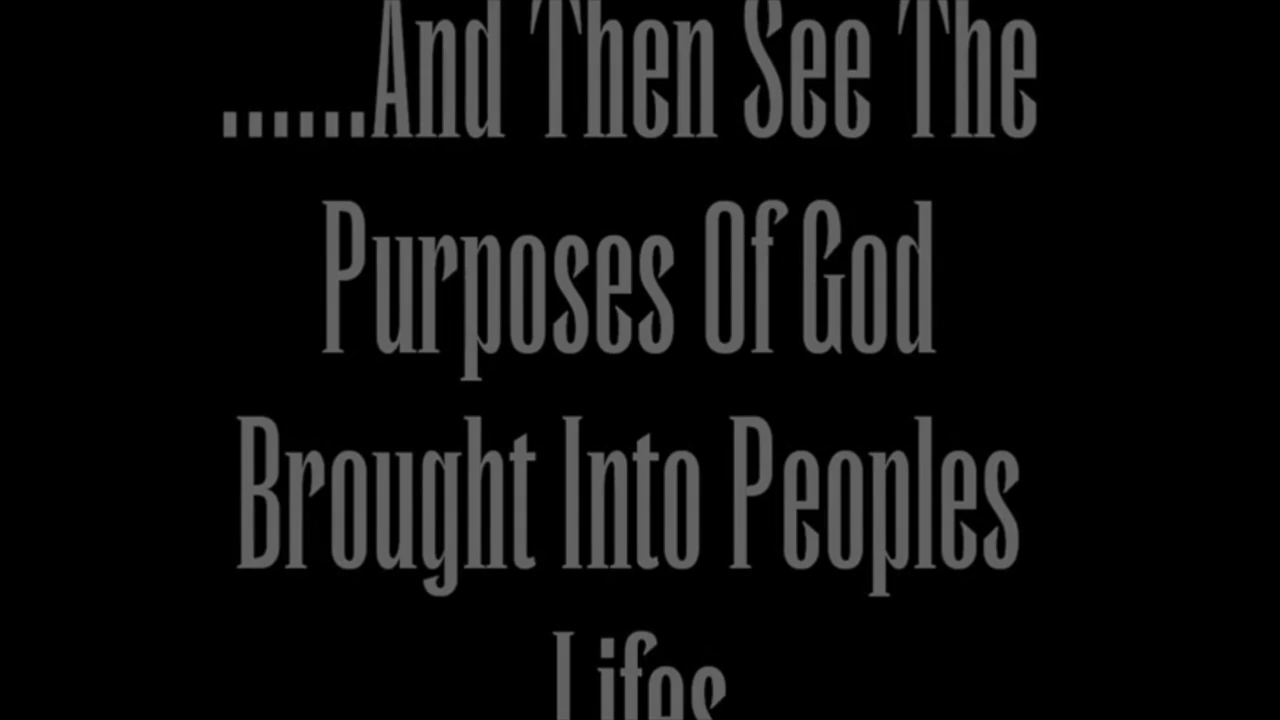 ......And Then See The
Purposes Of God
Brought Into Peoples
Lifes